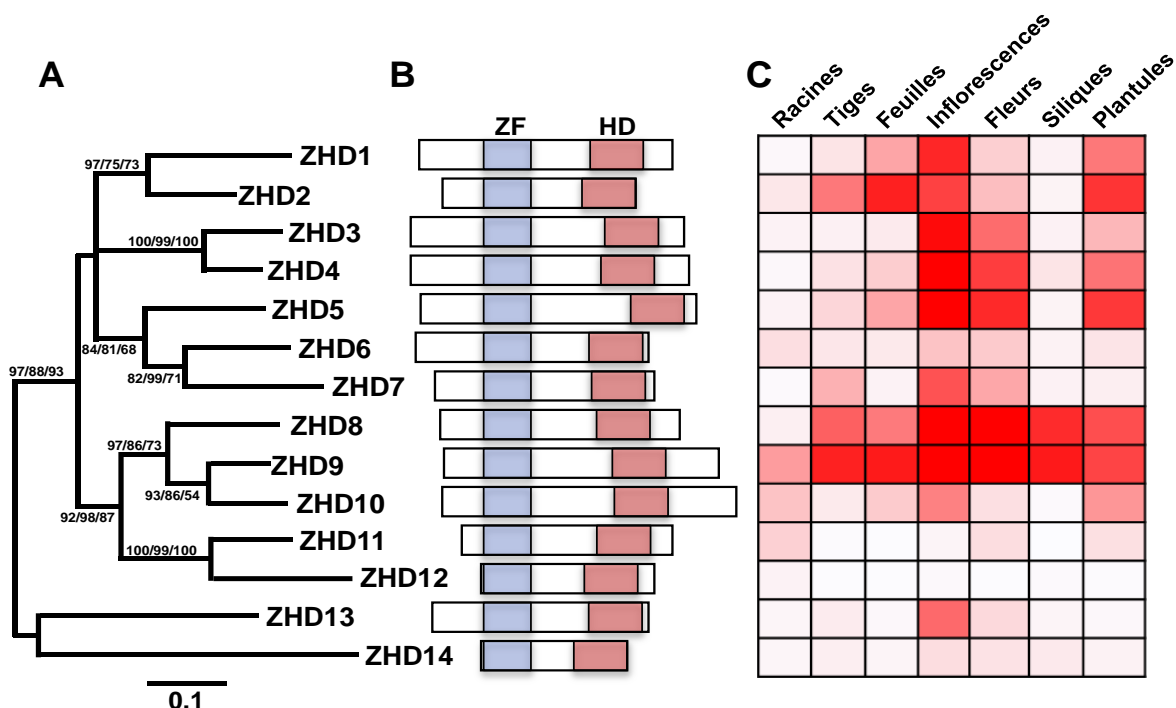 A
B
C
Racines
Tiges
Feuilles
Inflorescences
Fleurs
Siliques
Plantules
ZF
HD
97/75/73
ZHD1
ZHD2
100/99/100
ZHD3
ZHD4
84/81/68
ZHD5
82/99/71
ZHD6
ZHD7
97/88/93
97/86/73
ZHD8
93/86/54
ZHD9
ZHD10
92/98/87
100/99/100
ZHD11
ZHD12
ZHD13
ZHD14
0.1